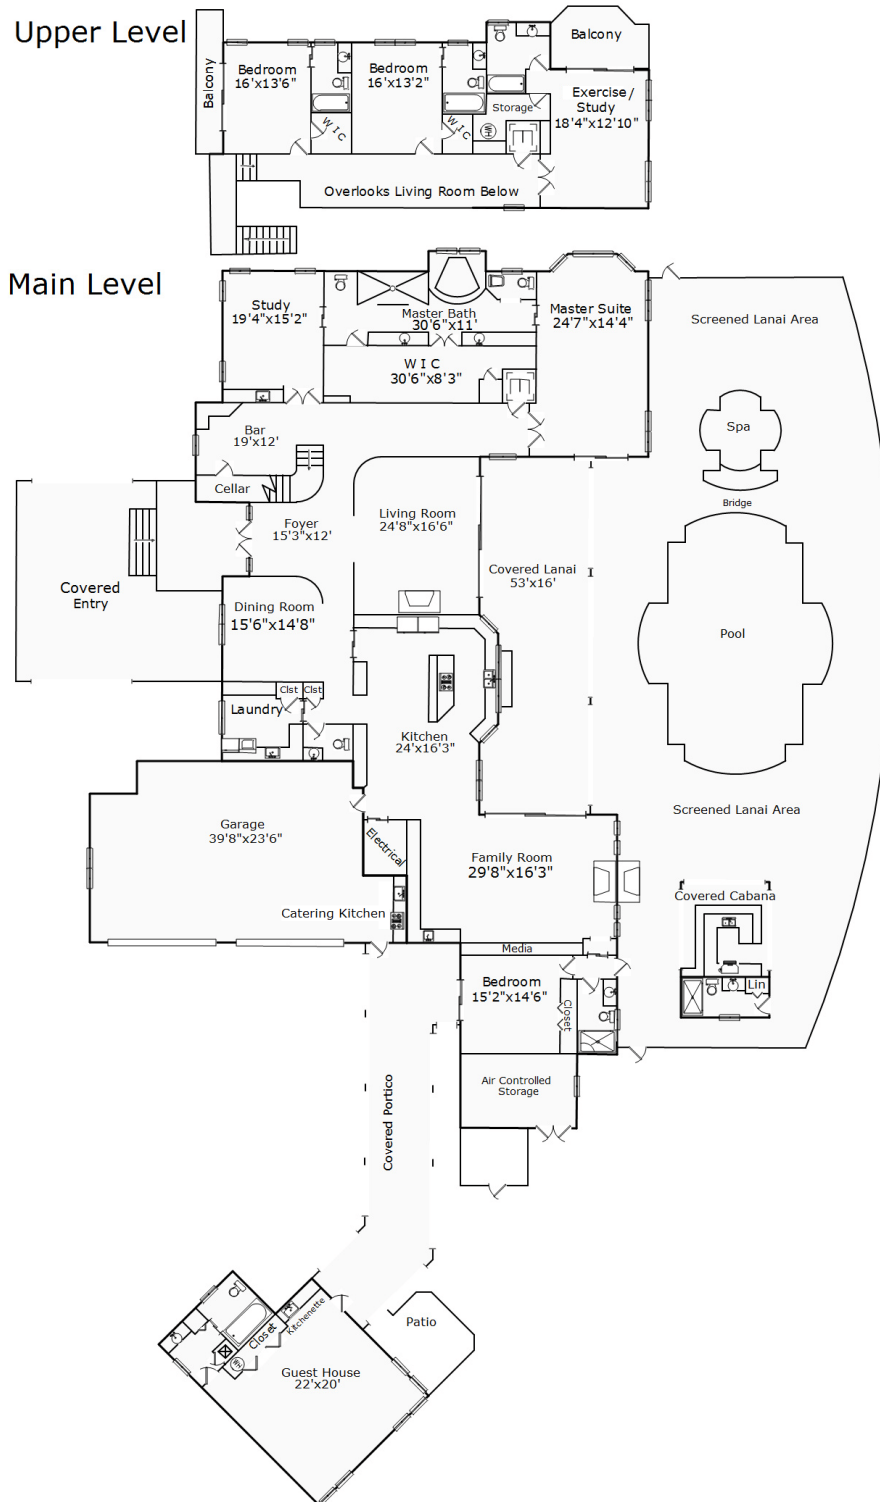 Upper Level
Balcony
Balcony
Bedroom
16'x13'6"
Bedroom
16'x13'2"
Exercise/
Study
18'4"x12'10"
Storage
W I C
W I C
WH
Overlooks Living Room Below
Main Level
Study
19'4"x15'2"
Master Bath
30'6"x11'
Master Suite
24'7"x14'4"
Screened Lanai Area
W I C
30'6"x8'3"
Bar
19'x12'
Spa
Cellar
Bridge
Living Room
24'8"x16'6"
Foyer
15'3"x12'
Covered Lanai
53'x16'
Covered
Entry
Dining Room
15'6"x14'8"
Pool
Clst
Clst
Laundry
Kitchen
24'x16'3"
Screened Lanai Area
Garage
39'8"x23'6"
Electrical
Family Room
29'8"x16'3"
Covered Cabana
Catering Kitchen
Media
Bedroom
15'2"x14'6"
Closet
Lin
Air Controlled
Storage
Covered Portico
Kitchenette
Patio
Closet
WH
Guest House
22'x20'